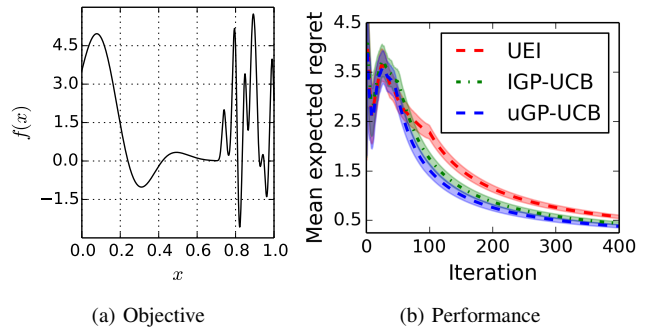 4.5
3.0
1.5
0.0
−1.5
f(x)
0.0 0.2 0.4 0.6 0.8 1.0
x
(a) Objective
4.5
3.5
2.5
1.5
0.5
Mean expected regret
UEI
IGP-UCB
uGP-UCB
0 100 200 300 400
Iteration
(b) Performance